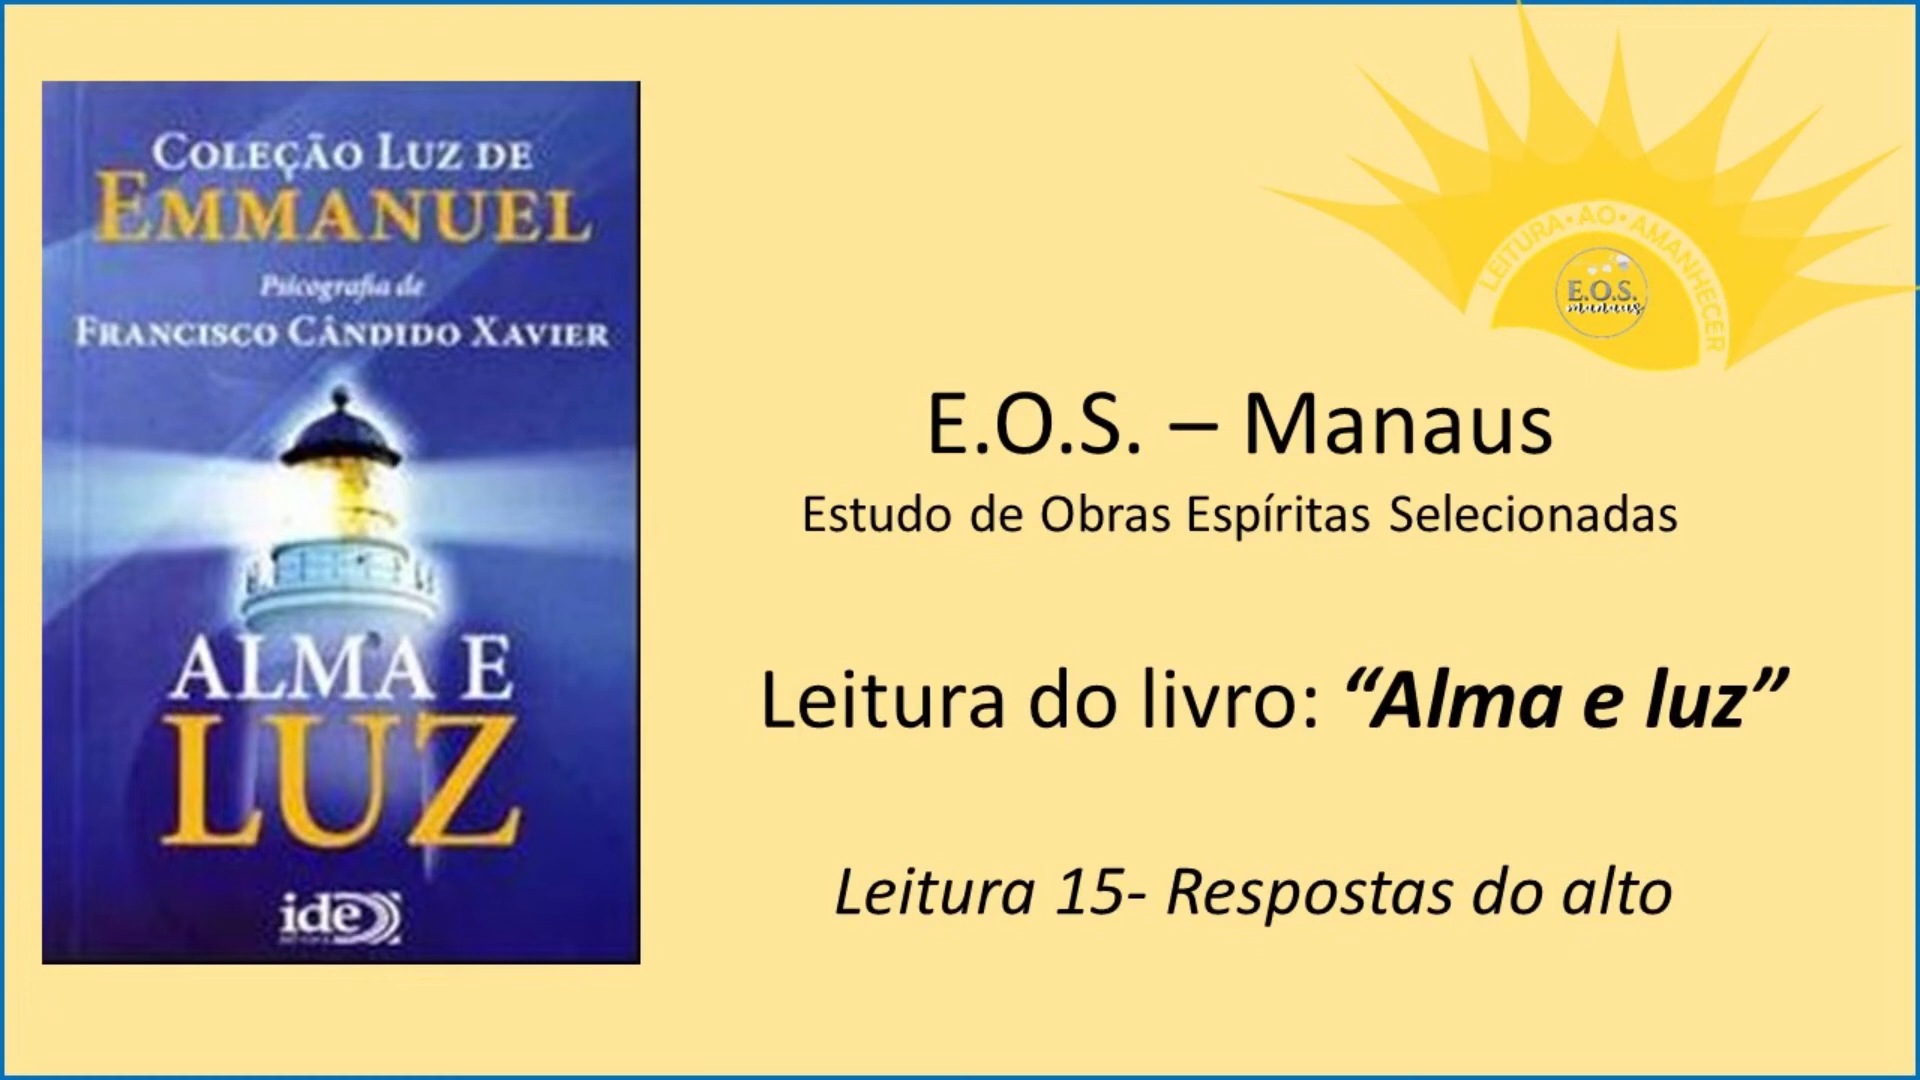 COLEÇÃO LUZ DE
EMMANUEL
Psicografia de
FRANCISCO CÂNDIDO XAVIER
ALMA E
LUZ
ide
LEITURA • AO • AMANHECER
E.O.S.
manaus
E.O.S. – Manaus
Estudo de Obras Espíritas Selecionadas
Leitura do livro: “Alma e luz”
Leitura 15- Respostas do alto